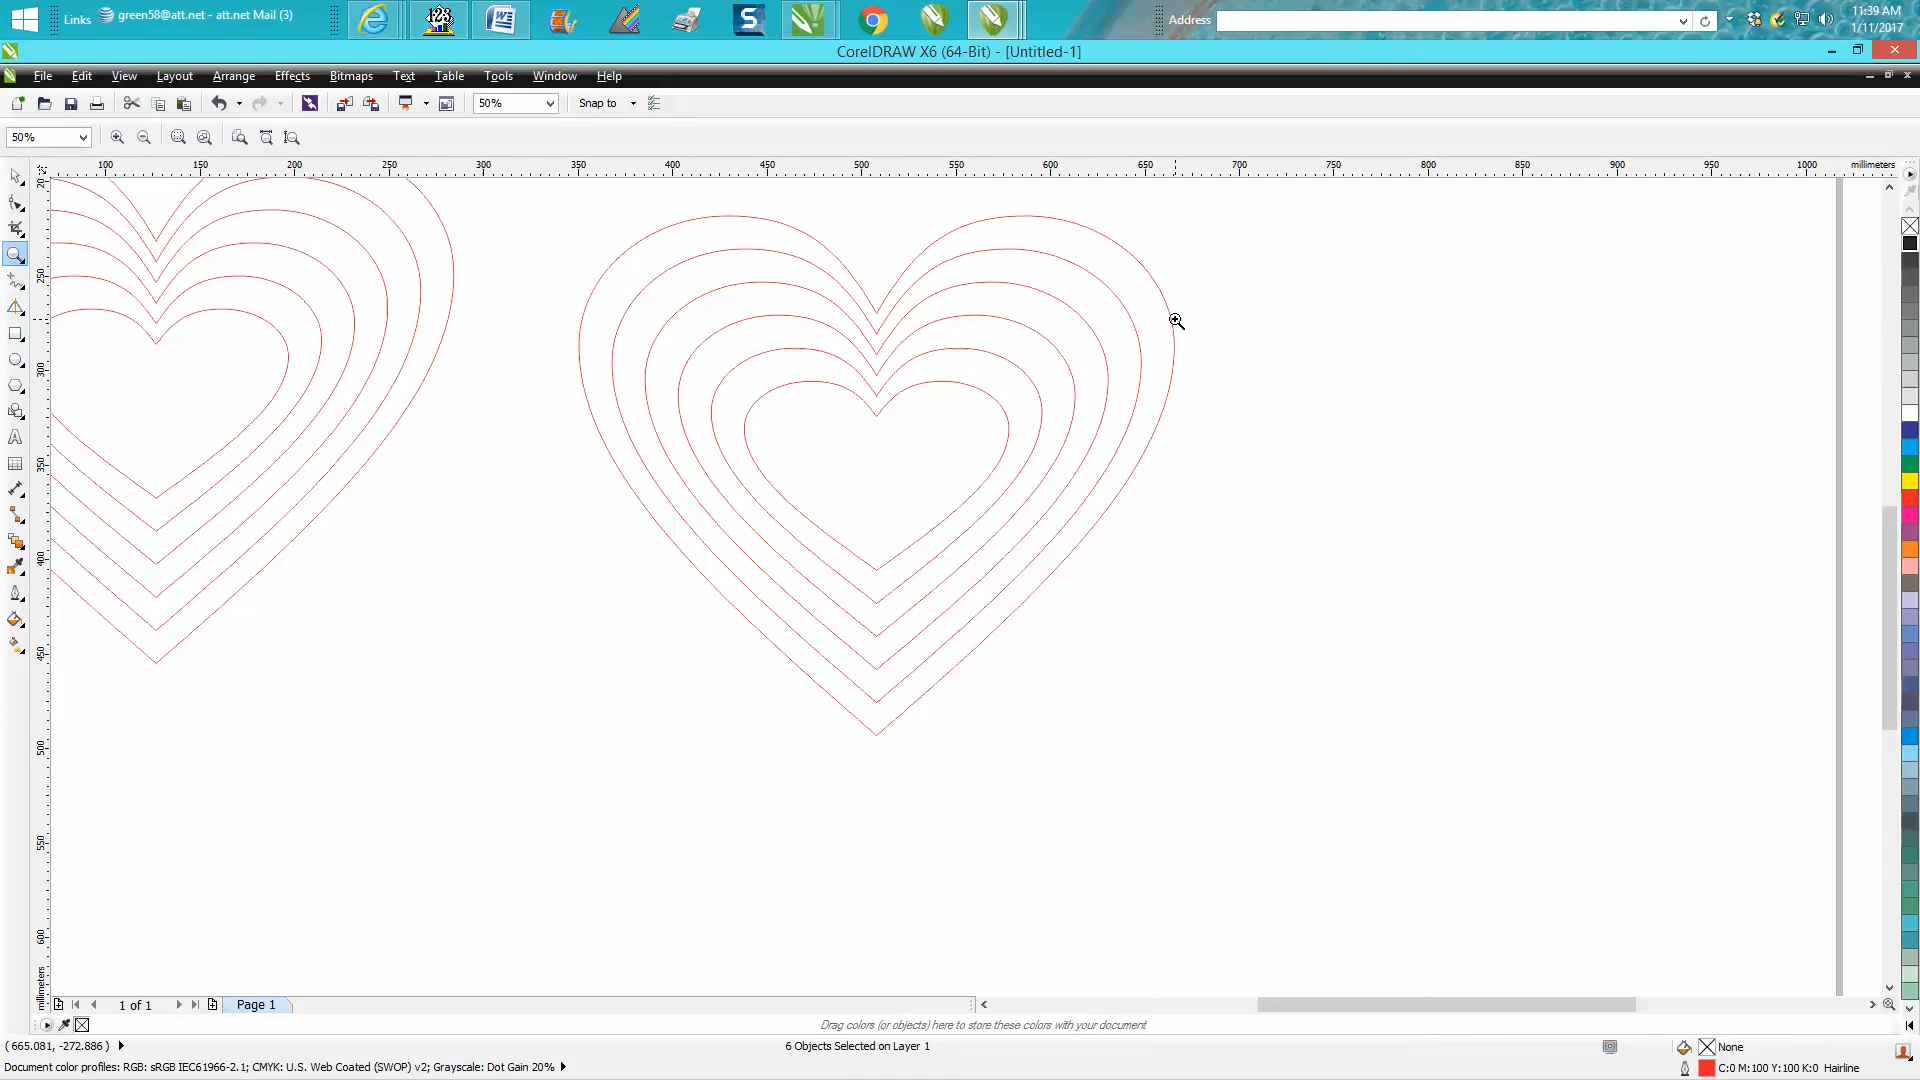 Links green58@att.net - att.net Mail (3) 123 Address 11:39 AM
1/11/2017
CorelDRAW X6 (64-Bit) - [Untitled-1]
File Edit View Layout Arrange Effects Bitmaps Text Table Tools Window Help
50% Snap to
50%
100 150 200 250 300 350 400 450 500 550 600 650 700 750 800 850 900 950 1000 millimeters
20
250
300
350
400
450
500
550
600
millimeters
1 of 1 Page 1
Drag colors (or objects) here to store these colors with your document
( 665.081, -272.886 ) 6 Objects Selected on Layer 1 None
Document color profiles: RGB: sRGB IEC61966-2.1; CMYK: U.S. Web Coated (SWOP) v2; Grayscale: Dot Gain 20% C:0 M:100 Y:100 K:0 Hairline